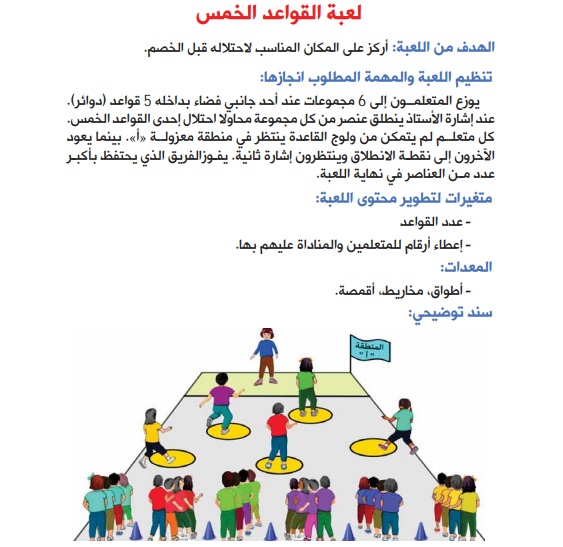 لعبة القواعد الخمس
الهدف من اللعبة: أركز على المكان المناسب لاحتلاله قبل الخصم.
تنظيم اللعبة والمهمة المطلوب انجازها:
يوزع المتعلمـون إلى 6 مجموعات عند أحد جانبي فضاء بداخله 5 قواعد (دوائر).
عند إشارة الأستاذ ينطلق عنصر من كل مجموعة محاولا احتلال إحدى القواعد الخمس.
كل متعلـم لم يتمكن من ولوج القاعدة ينتظر في منطقة معزولـة «أ». بينما يعود
الآخرون إلى نقطـة الانطلاق وينتظرون إشارة ثانية. يفوزالفريق الذي يحتفظ بأكبـر
عدد مـن العناصر في نهاية اللعبة.
متغيرات لتطوير محتوى اللعبة:
- عدد القواعد
- إعطاء أرقام للمتعلمين والمناداة عليهم بها.
المعدات:
- أطواق، مخاريط، أقمصة.
سند توضيحي:
المنطقة
"أ"